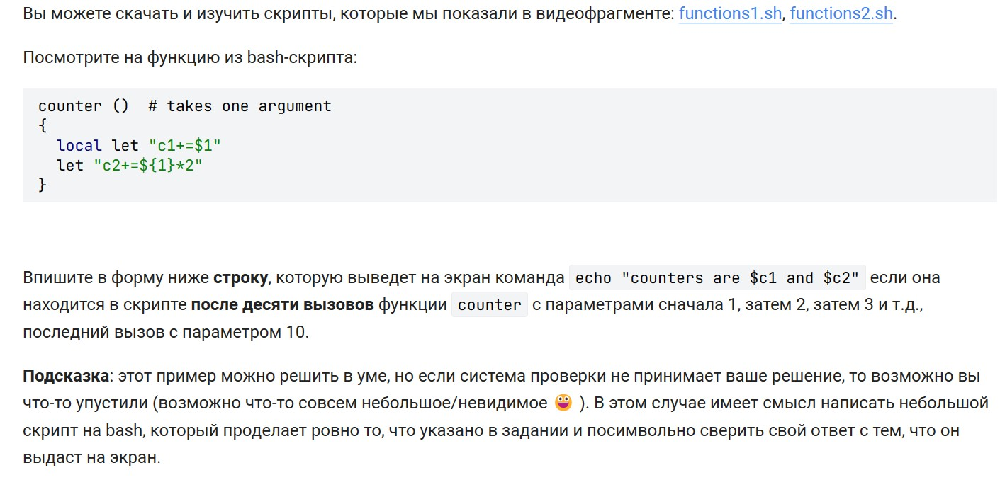 Вы можете скачать и изучить скрипты, которые мы показали в видеофрагменте: functions1.sh, functions2.sh.
Посмотрите на функцию из bash-скрипта:
counter ()  # takes one argument
{
  local let "c1+=$1"
  let "c2+=${1}*2"
}
Впишите в форму ниже строку, которую выведет на экран команда echo "counters are $c1 and $c2" если она
находится в скрипте после десяти вызовов функции counter с параметрами сначала 1, затем 2, затем 3 и т.д.,
последний вызов с параметром 10.
Подсказка: этот пример можно решить в уме, но если система проверки не принимает ваше решение, то возможно вы
что-то упустили (возможно что-то совсем небольшое/невидимое 😀 ). В этом случае имеет смысл написать небольшой
скрипт на bash, который проделает ровно то, что указано в задании и посимвольно сверить свой ответ с тем, что он
выдаст на экран.